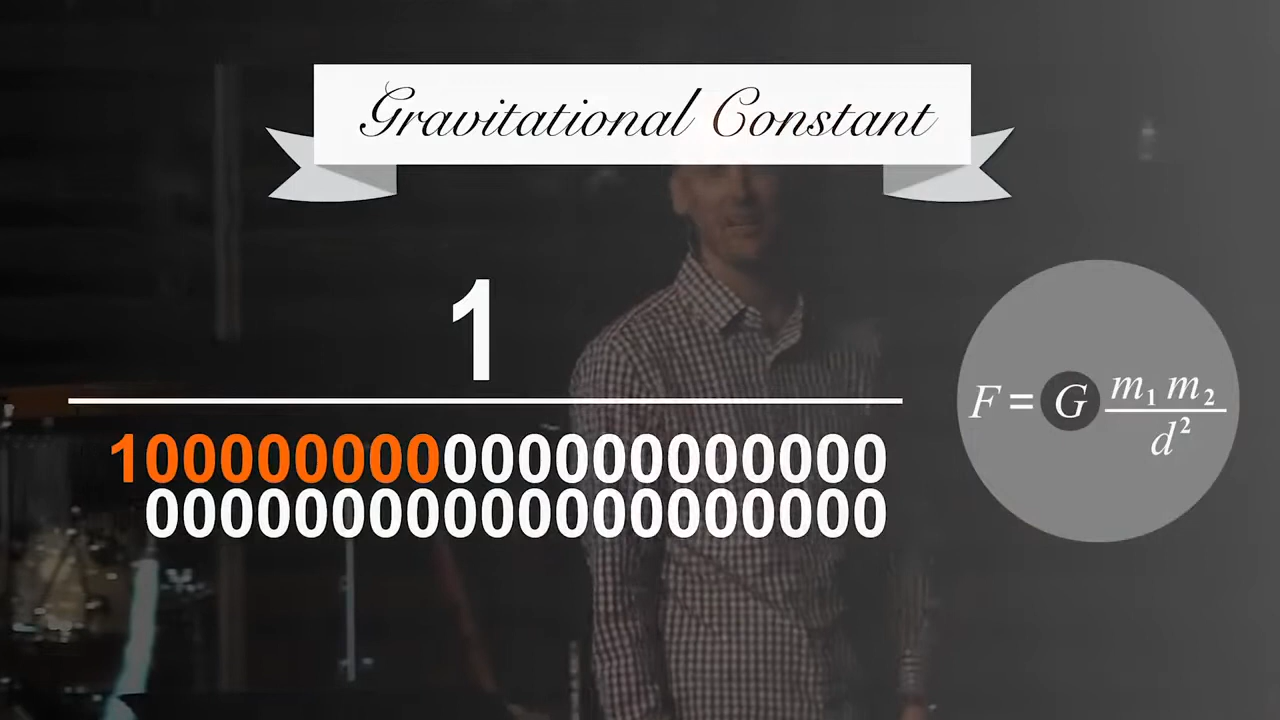 Gravitational Constant
1
100000000000000000000
00000000000000000000
F = G m₁ m₂
d²